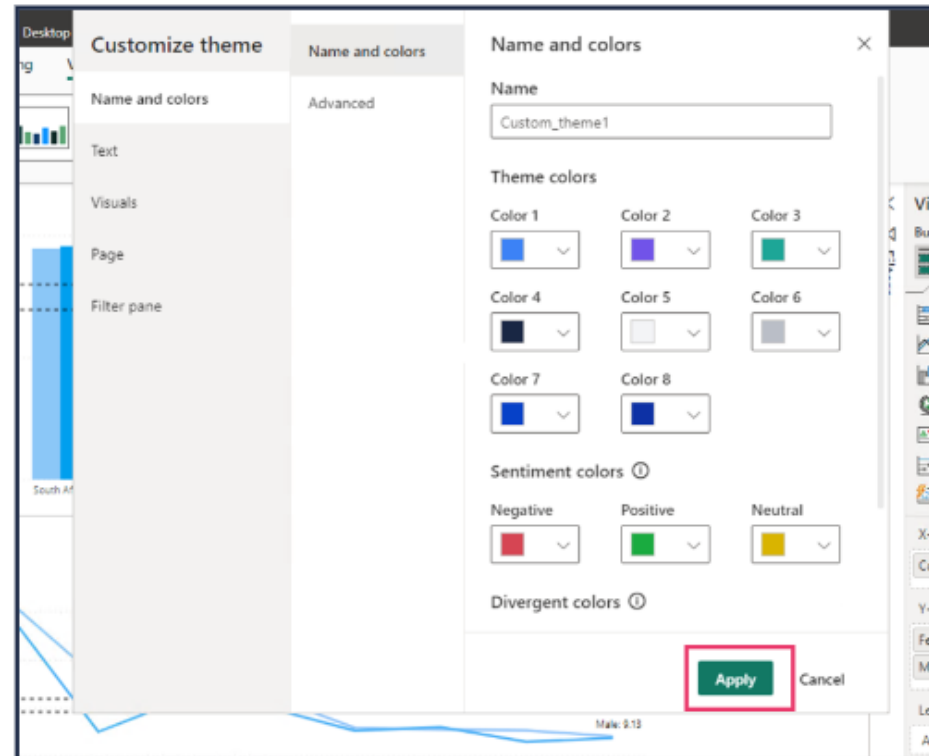 Desktop
Customize theme
Name and colors
Text
Visuals
Page
Filter pane
Name and colors
Advanced
Name and colors
Name
Custom_theme1
Theme colors
Color 1 Color 2 Color 3
Color 4 Color 5 Color 6
Color 7 Color 8
Sentiment colors
Negative Positive Neutral
Divergent colors
Apply Cancel
South Af
Male: 9.13